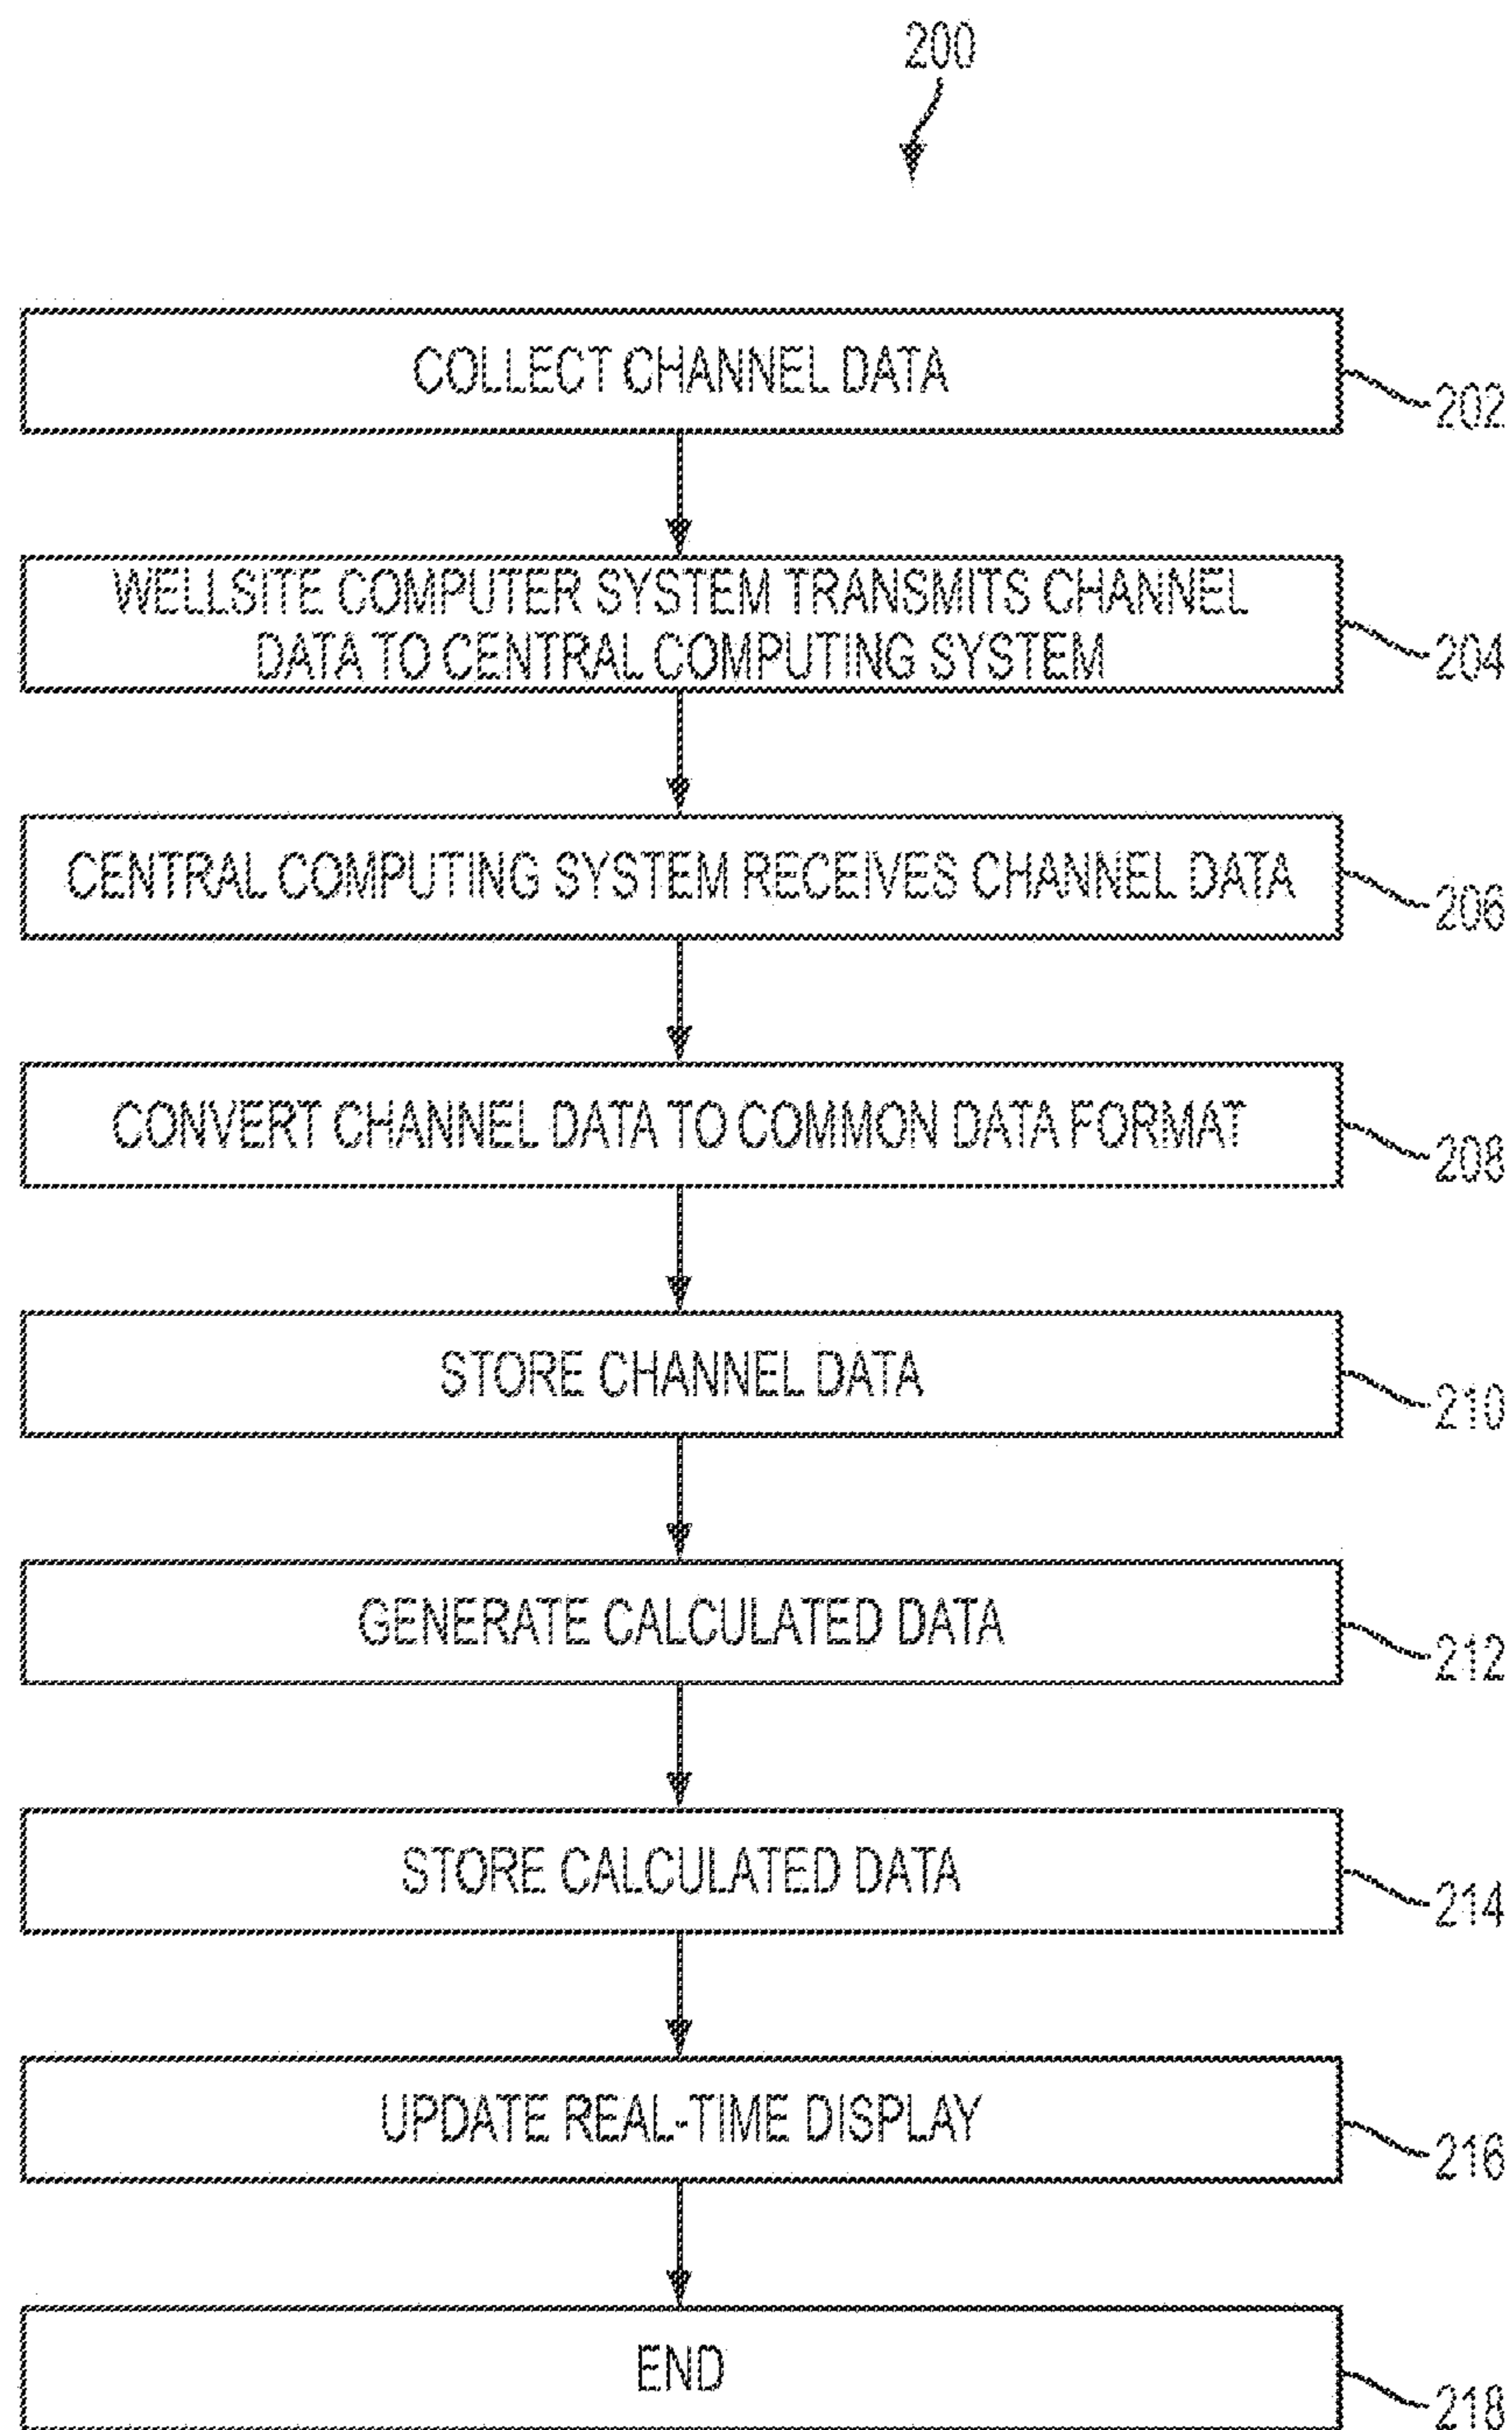 200
COLLECT CHANNEL DATA
202
WELLSITE COMPUTER SYSTEM TRANSMITS CHANNEL
DATA TO CENTRAL COMPUTING SYSTEM
204
CENTRAL COMPUTING SYSTEM RECEIVES CHANNEL DATA
206
CONVERT CHANNEL DATA TO COMMON DATA FORMAT
208
STORE CHANNEL DATA
210
GENERATE CALCULATED DATA
212
STORE CALCULATED DATA
214
UPDATE REAL-TIME DISPLAY
216
END
218